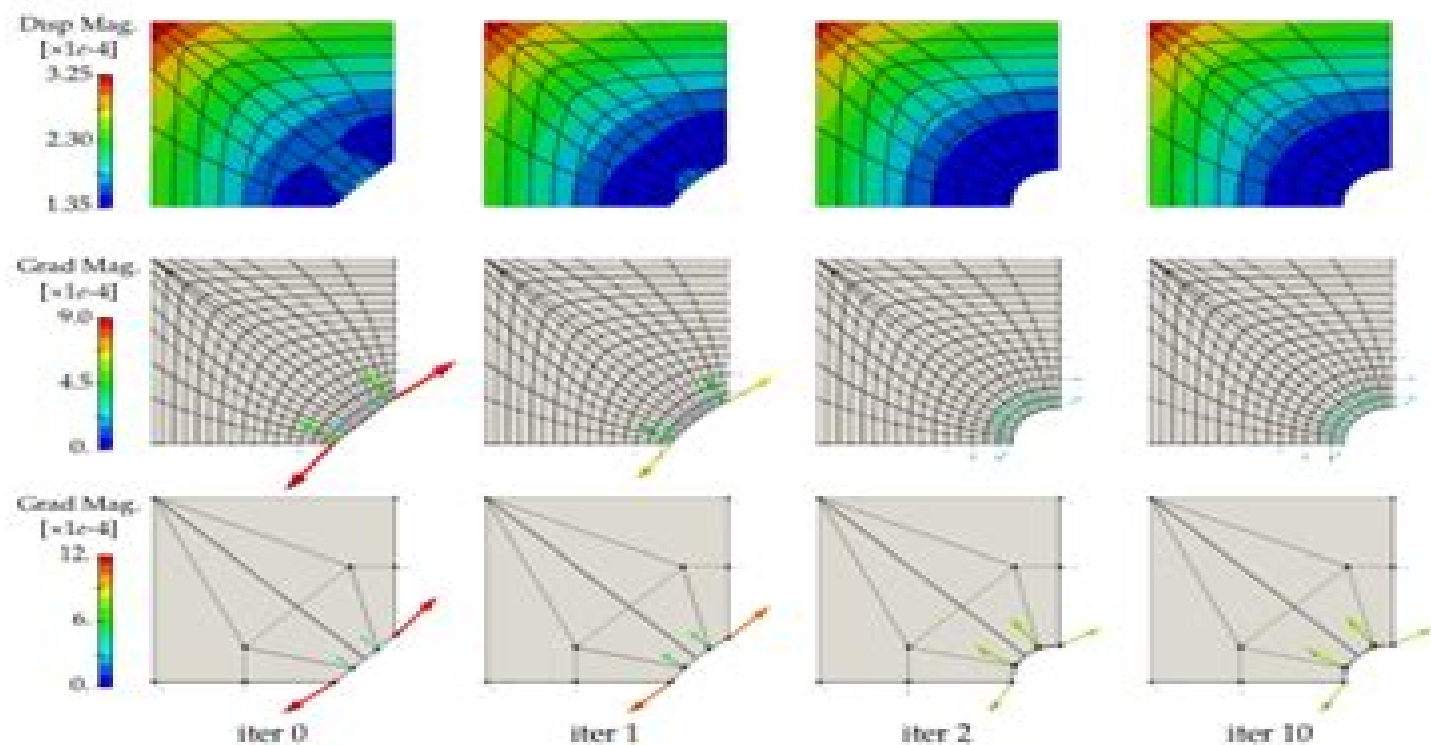 Disp Mag.
[×1e-4]
3.25
2.30
1.35
Grad Mag.
[×1e-4]
9.0
4.5
0.
Grad Mag.
[×1e-4]
12.
6.
0.
iter 0
iter 1
iter 2
iter 10